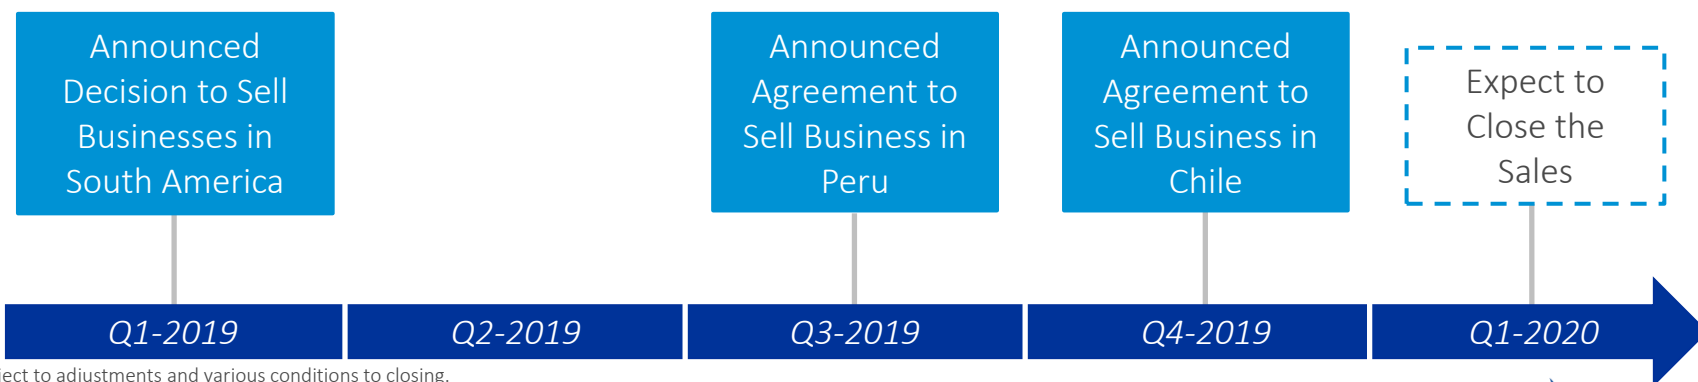 Announced
Decision to Sell
Businesses in
South America
Announced
Agreement to
Sell Business in
Peru
Announced
Agreement to
Sell Business in
Chile
Expect to
Close the
Sales
Q1-2019
Q2-2019
Q3-2019
Q4-2019
Q1-2020
to adjustments and various conditions to closing.